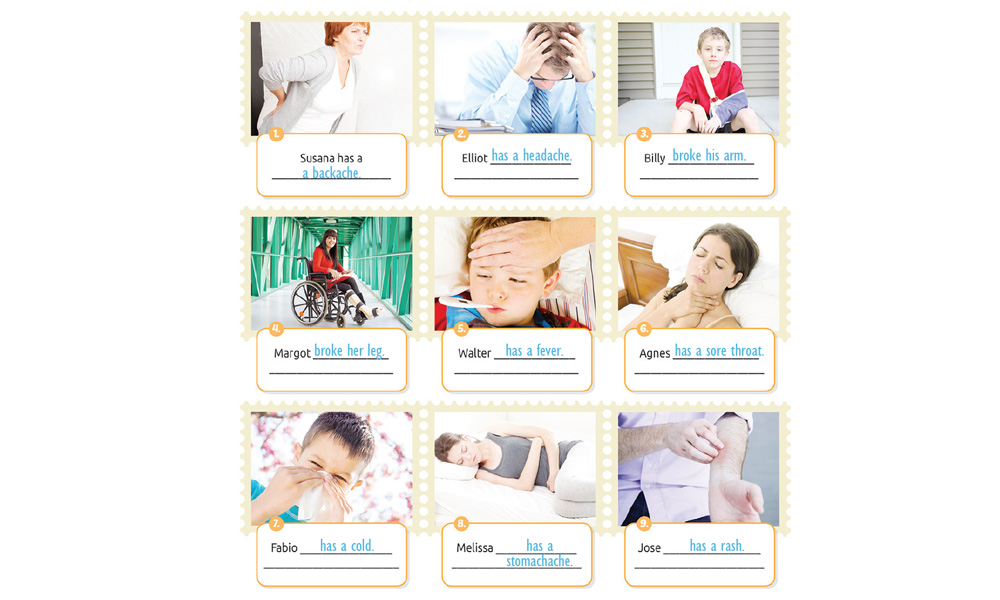 1.
Susana has a
a backache.
2.
Elliot has a headache.
3.
Billy broke his arm.
4.
Margot broke her leg.
5.
Walter has a fever.
6.
Agnes has a sore throat.
7.
Fabio has a cold.
8.
Melissa has a
stomachache.
9.
Jose has a rash.